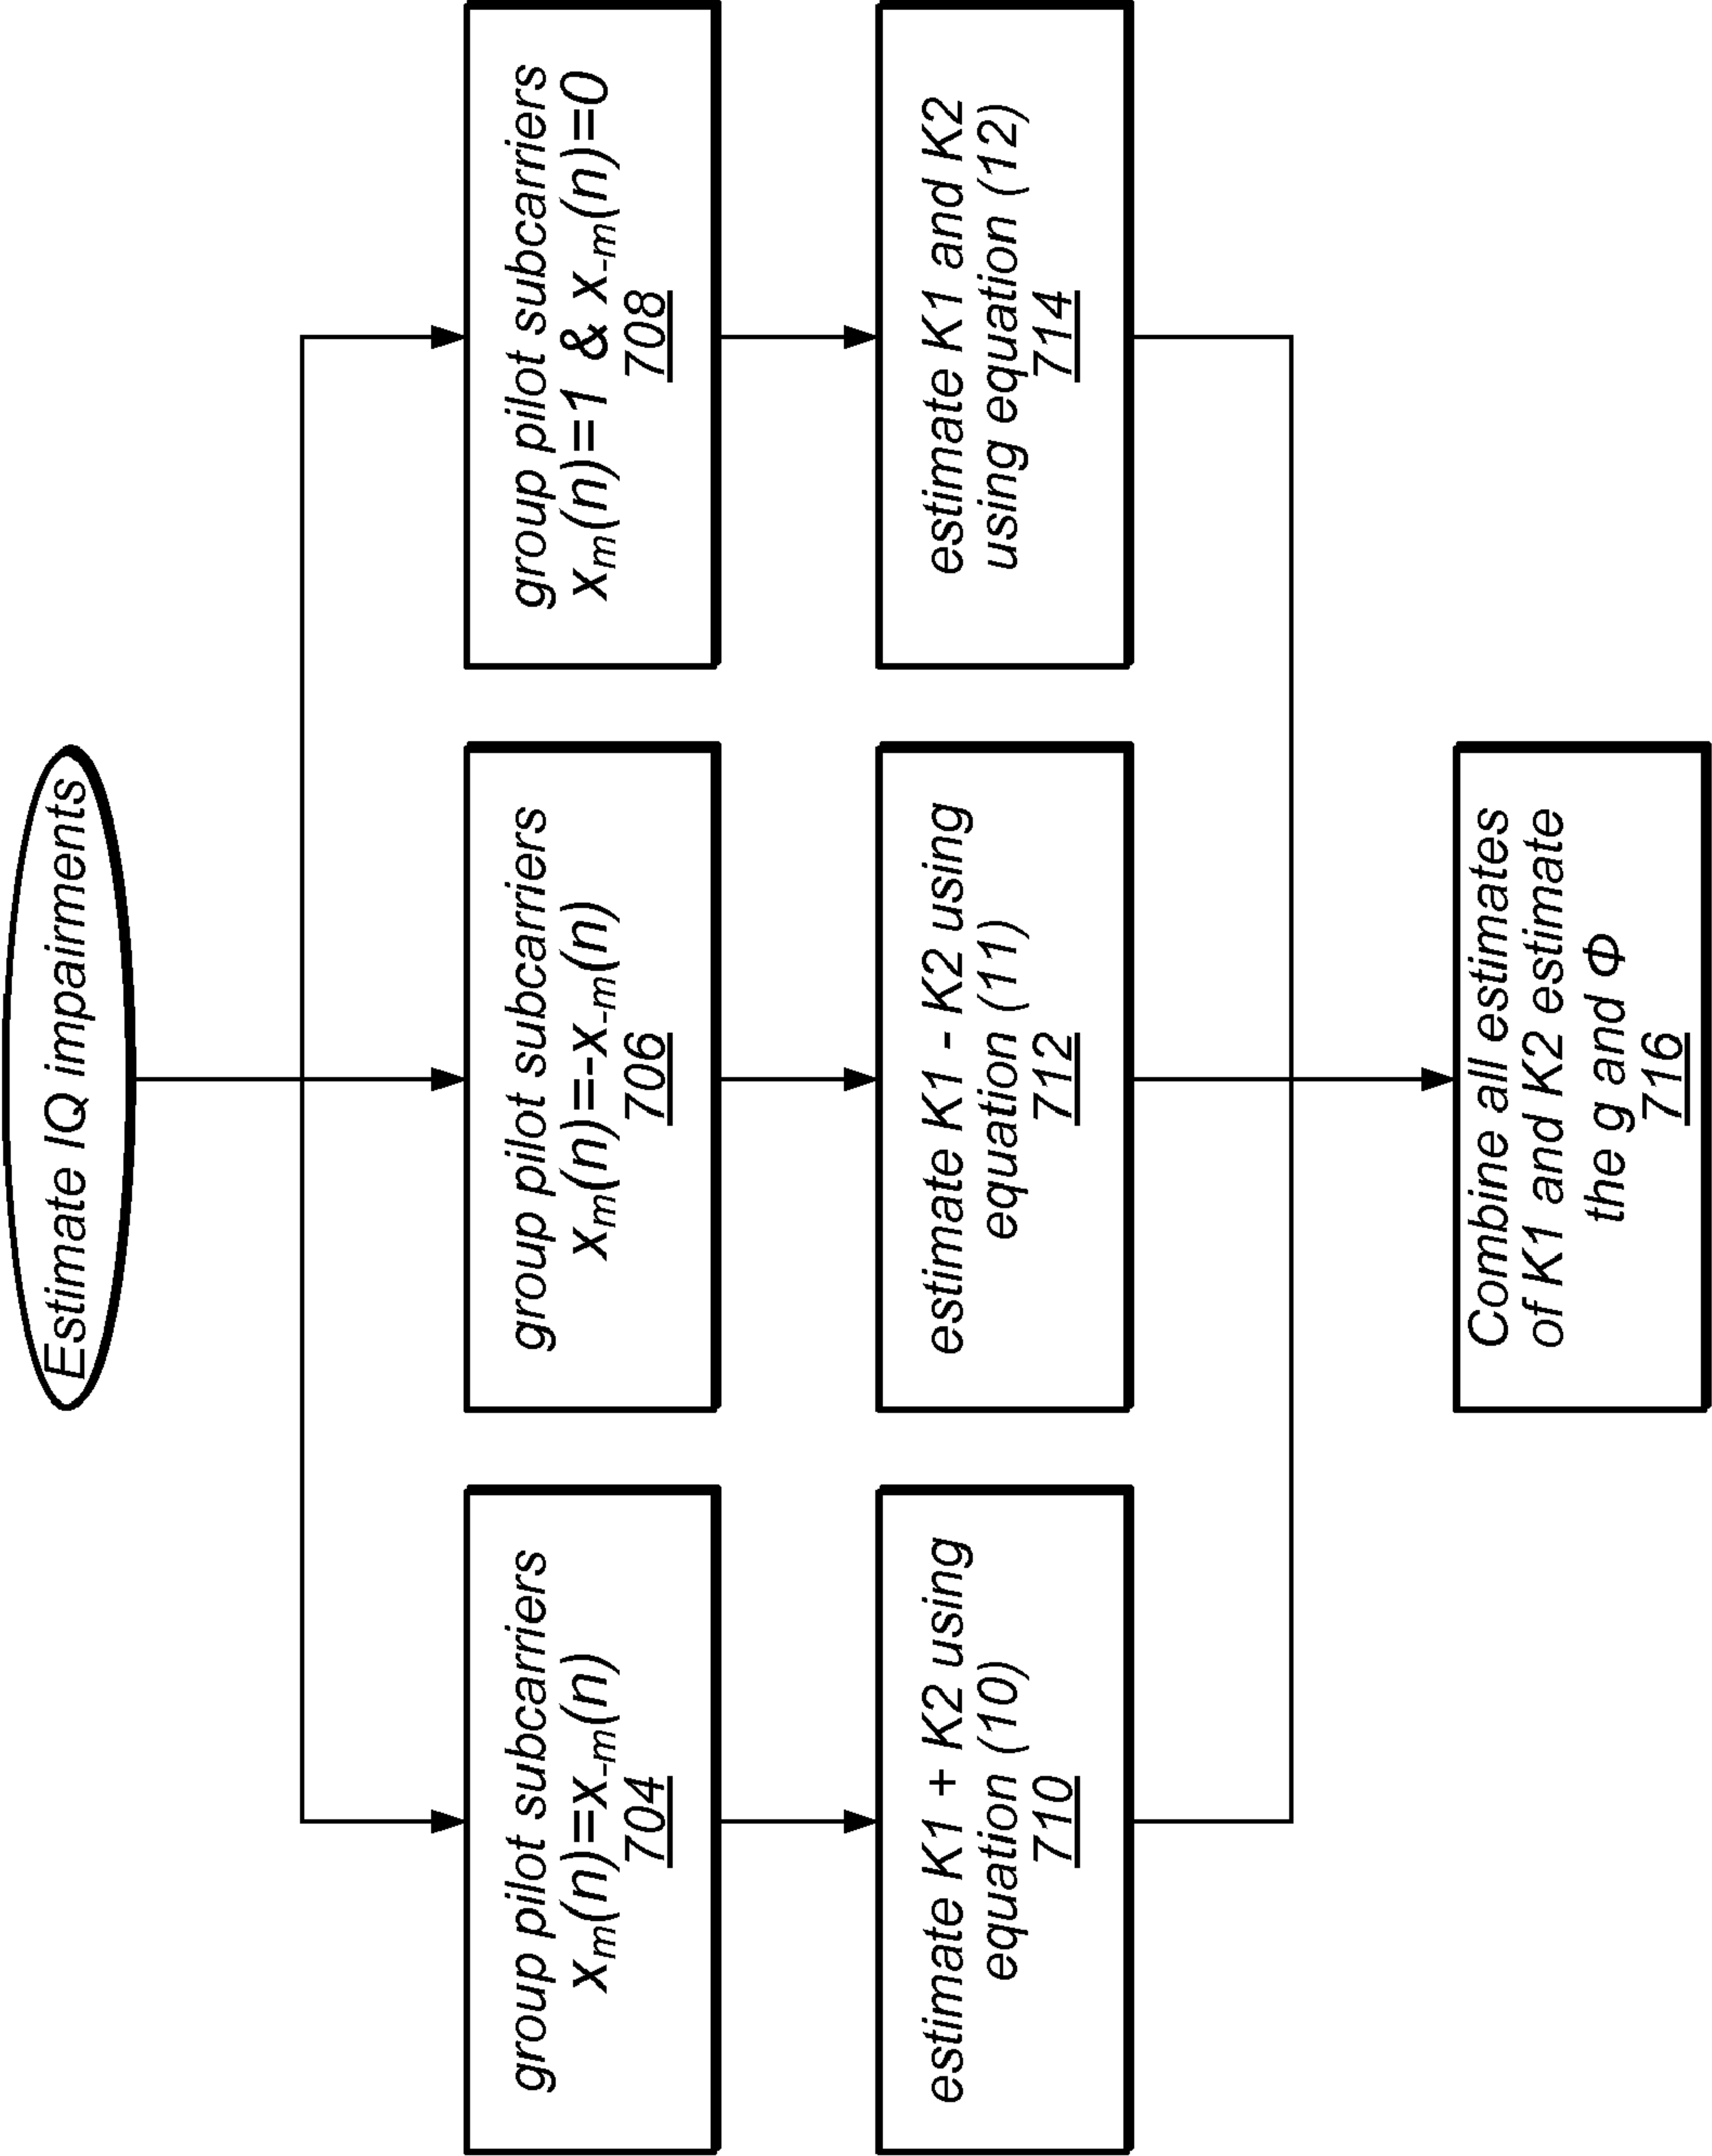 Estimate IQ impairments
group pilot subcarriers
xm(n)=x-m(n)
704
group pilot subcarriers
xm(n)=-x-m(n)
706
group pilot subcarriers
xm(n)=1 & x-m(n)=0
708
estimate K1 + K2 using
equation (10)
710
estimate K1 - K2 using
equation (11)
712
estimate K1 and K2
using equation (12)
714
Combine all estimates
of K1 and K2 estimate
the g and Φ
716